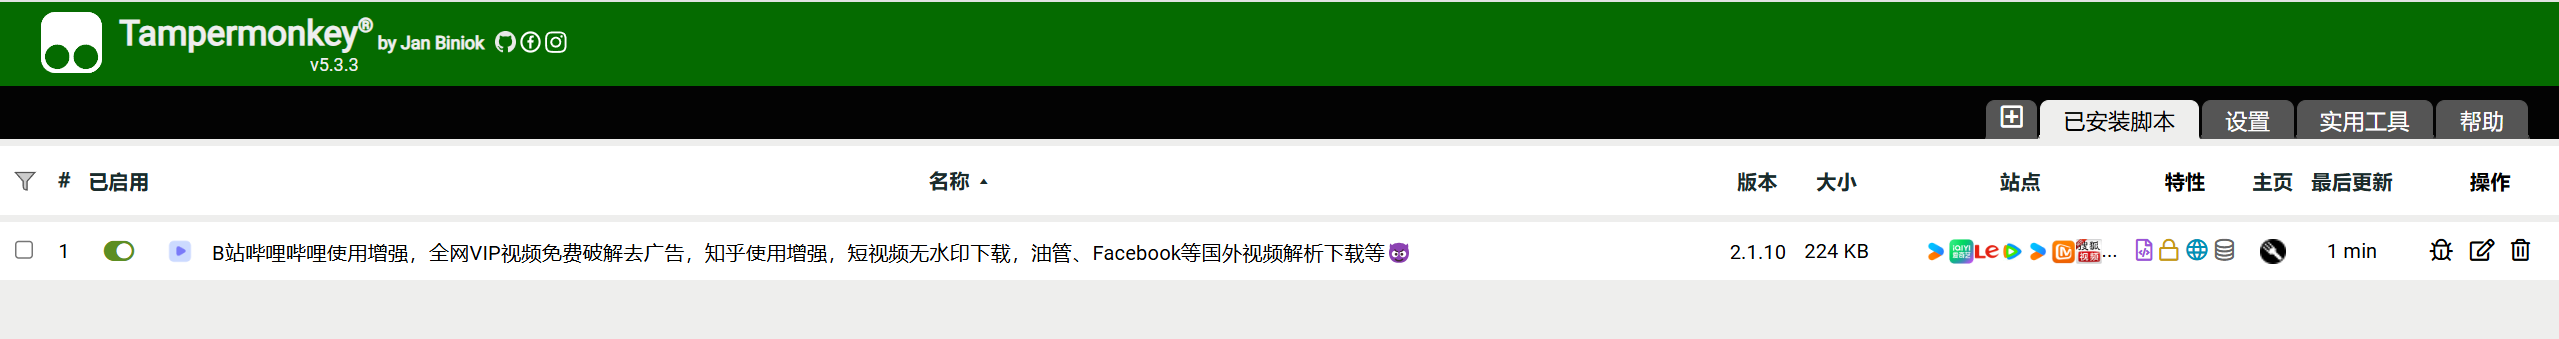 Tampermonkey® by Jan Biniok
v5.3.3
已安装脚本 设置 实用工具 帮助
# 已启用 名称 版本 大小 站点 特性 主页 最后更新 操作
1 B站哔哩哔哩使用增强，全网VIP视频免费破解去广告，知乎使用增强，短视频无水印下载，油管、Facebook等国外视频解析下载等😈 2.1.10 224 KB ... 1 min